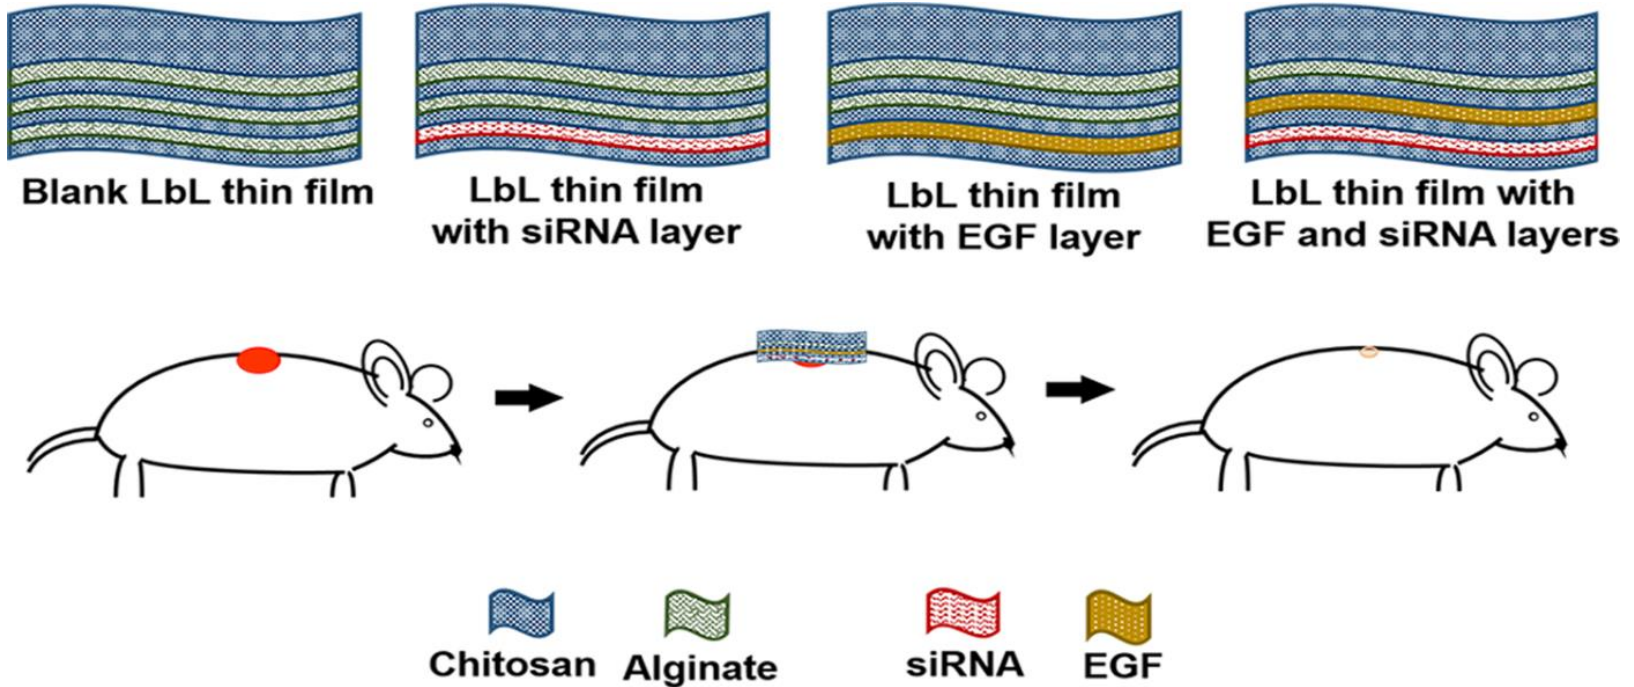 Blank LbL thin film
LbL thin film
with siRNA layer
LbL thin film
with EGF layer
LbL thin film with
EGF and siRNA layers
Chitosan
Alginate
siRNA
EGF